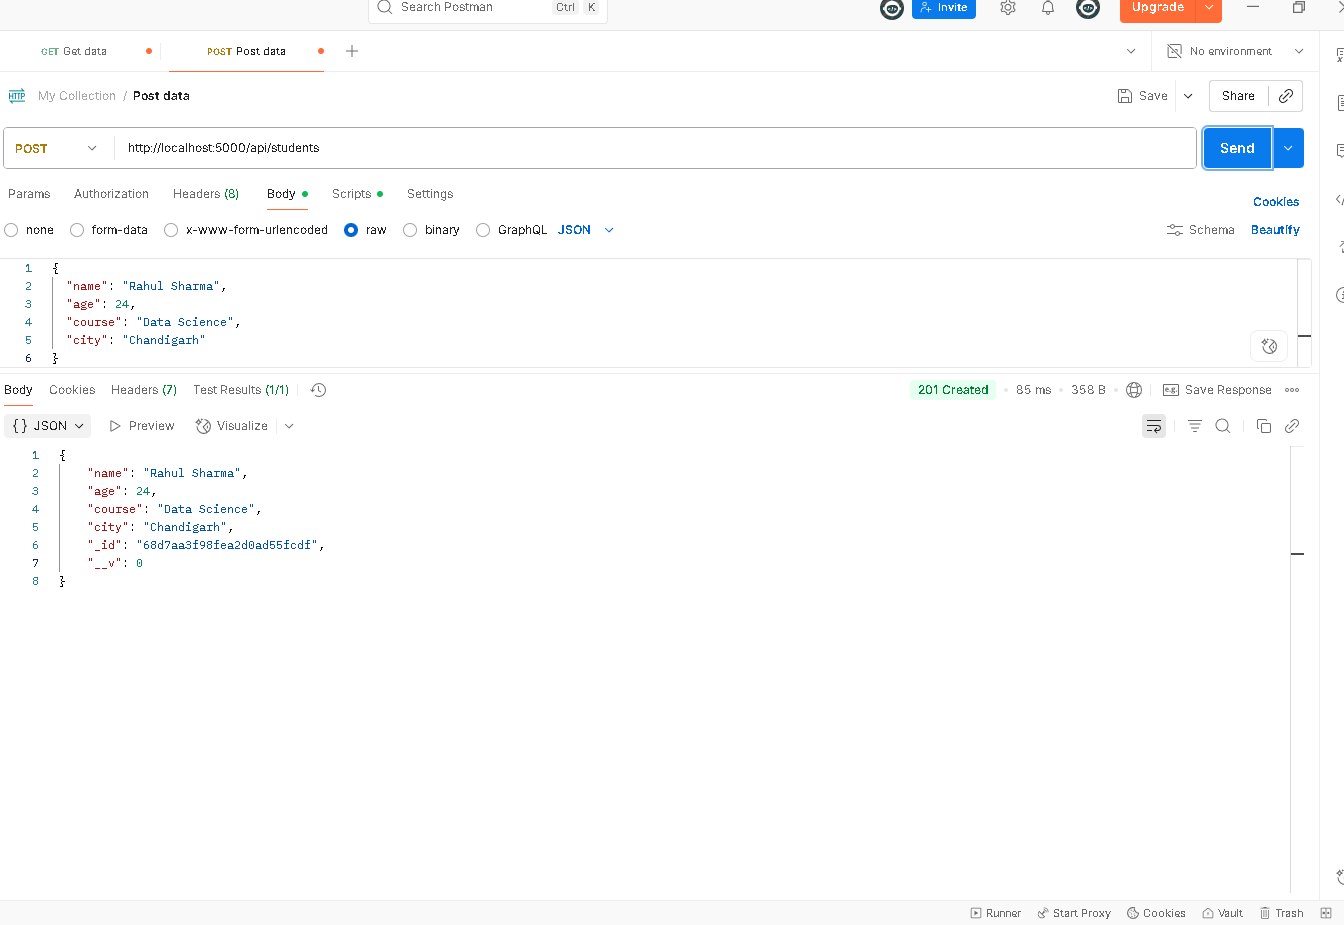 Search Postman Ctrl K Invite Upgrade
GET Get data POST Post data No environment
HTTP My Collection / Post data Save Share
POST http://localhost:5000/api/students Send
Params Authorization Headers (8) Body Scripts Settings Cookies
none form-data x-www-form-urlencoded raw binary GraphQL JSON Schema Beautify
1 {
2 "name": "Rahul Sharma",
3 "age": 24,
4 "course": "Data Science",
5 "city": "Chandigarh"
6 }
Body Cookies Headers (7) Test Results (1/1) 201 Created 85 ms 358 B e.g. Save Response
{} JSON Preview Visualize
1 {
2 "name": "Rahul Sharma",
3 "age": 24,
4 "course": "Data Science",
5 "city": "Chandigarh",
6 "_id": "68d7aa3f98fea2d0ad55fcdf",
7 "__v": 0
8 }
Runner Start Proxy Cookies Vault Trash